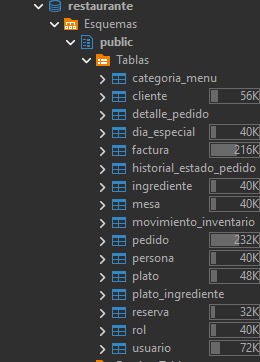 restaurante
Esquemas
public
Tablas
categoria_menu
cliente 56K
detalle_pedido
dia_especial 40K
factura 216K
historial_estado_pedido
ingrediente 40K
mesa 40K
movimiento_inventario
pedido 232K
persona 40K
plato 48K
plato_ingrediente
reserva 32K
rol 40K
usuario 72K